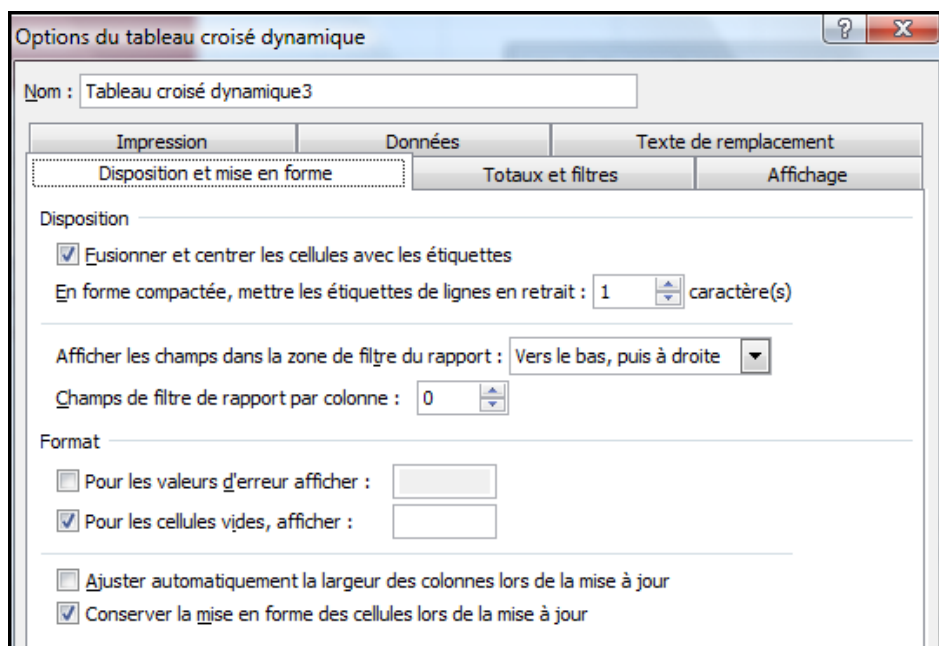 Options du tableau croisé dynamique
Nom : Tableau croisé dynamique3
Impression Données Texte de remplacement
Disposition et mise en forme Totaux et filtres Affichage
Disposition
Fusionner et centrer les cellules avec les étiquettes
En forme compactée, mettre les étiquettes de lignes en retrait : 1 caractère(s)
Afficher les champs dans la zone de filtre du rapport : Vers le bas, puis à droite
Champs de filtre de rapport par colonne : 0
Format
Pour les valeurs d'erreur afficher :
Pour les cellules vides, afficher :
Ajuster automatiquement la largeur des colonnes lors de la mise à jour
Conserver la mise en forme des cellules lors de la mise à jour